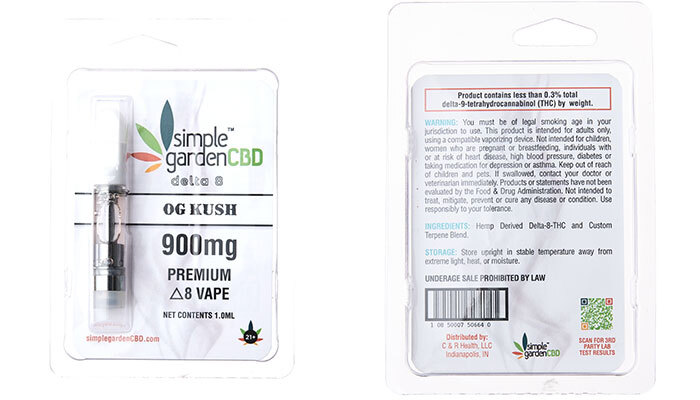 simple™
gardenCBD
delta 8
OG KUSH
900mg
PREMIUM
△8 VAPE
NET CONTENTS 1.0ML
simplegardenCBD.com
21+
Product contains less than 0.3% total
delta-9-tetrahydrocannabinol (THC) by weight.
WARNING: You must be of legal smoking age in your
jurisdiction to use. This product is intended for adults only,
using a compatible vaporizing device. Not intended for children,
women who are pregnant or breastfeeding, individuals with
or at risk of heart disease, high blood pressure, diabetes or
taking medication for depression or asthma. Keep out of reach
of children and pets. If swallowed, contact your doctor or
veterinarian immediately. Products or statements have not been
evaluated by the Food & Drug Administration. Not intended to
treat, mitigate, prevent or cure any disease or condition. Use
responsibly to your tolerance.
INGREDIENTS: Hemp Derived Delta-8-THC and Custom
Terpene Blend.
STORAGE: Store upright in stable temperature away from
extreme light, heat, or moisture.
UNDERAGE SALE PROHIBITED BY LAW
1 08 50007 50664 0
Distributed by:
C & R Health, LLC
Indianapolis, IN
simple
gardenCBD
SCAN FOR 3RD
PARTY LAB
TEST RESULTS